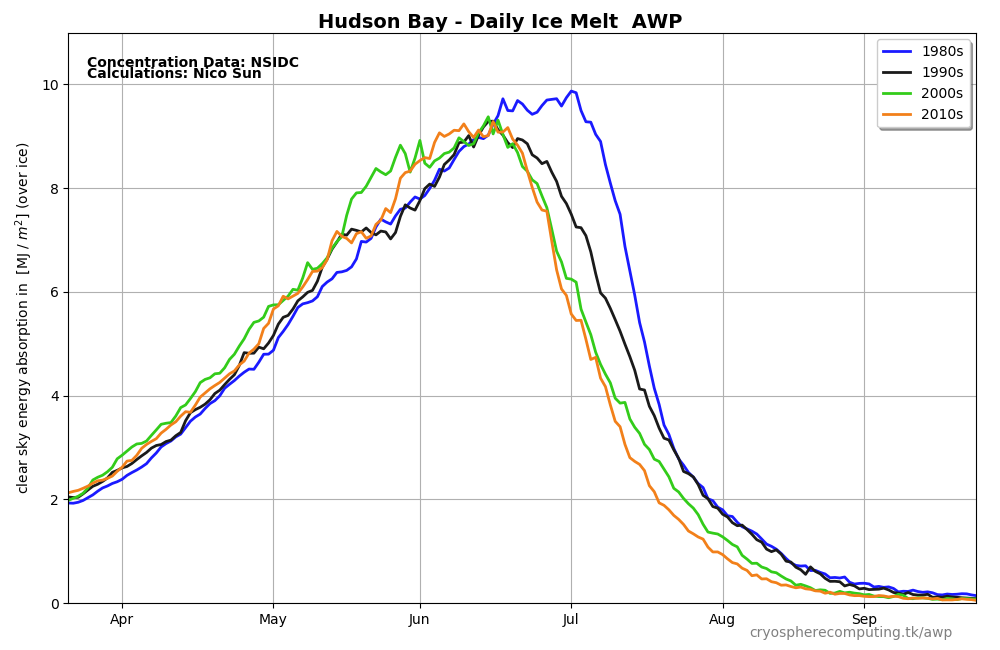 Hudson Bay - Daily Ice Melt  AWP
Concentration Data: NSIDC
Calculations: Nico Sun
1980s
1990s
2000s
2010s
clear sky energy absorption in  [MJ / m²] (over ice)
10
8
6
4
2
0
Apr May Jun Jul Aug Sep
cryospherecomputing.tk/awp